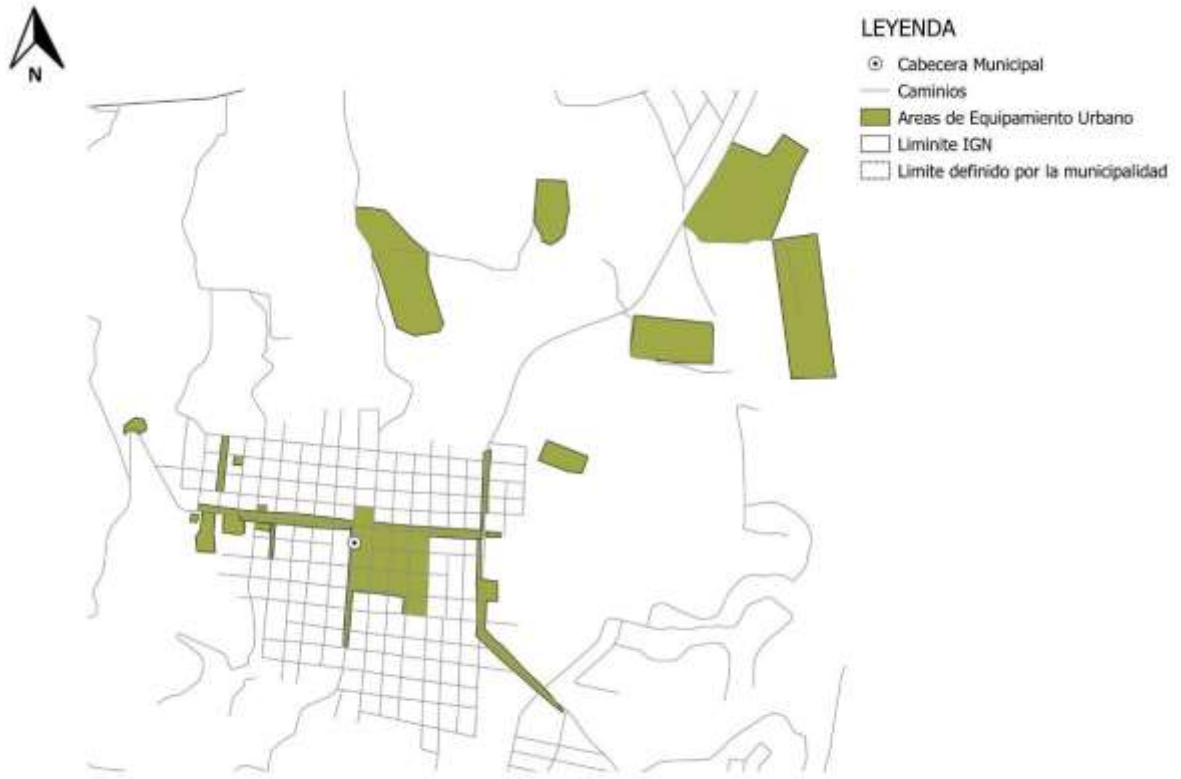 N
LEYENDA
Cabecera Municipal
Caminios
Areas de Equipamiento Urbano
Liminite IGN
Limite definido por la municipalidad